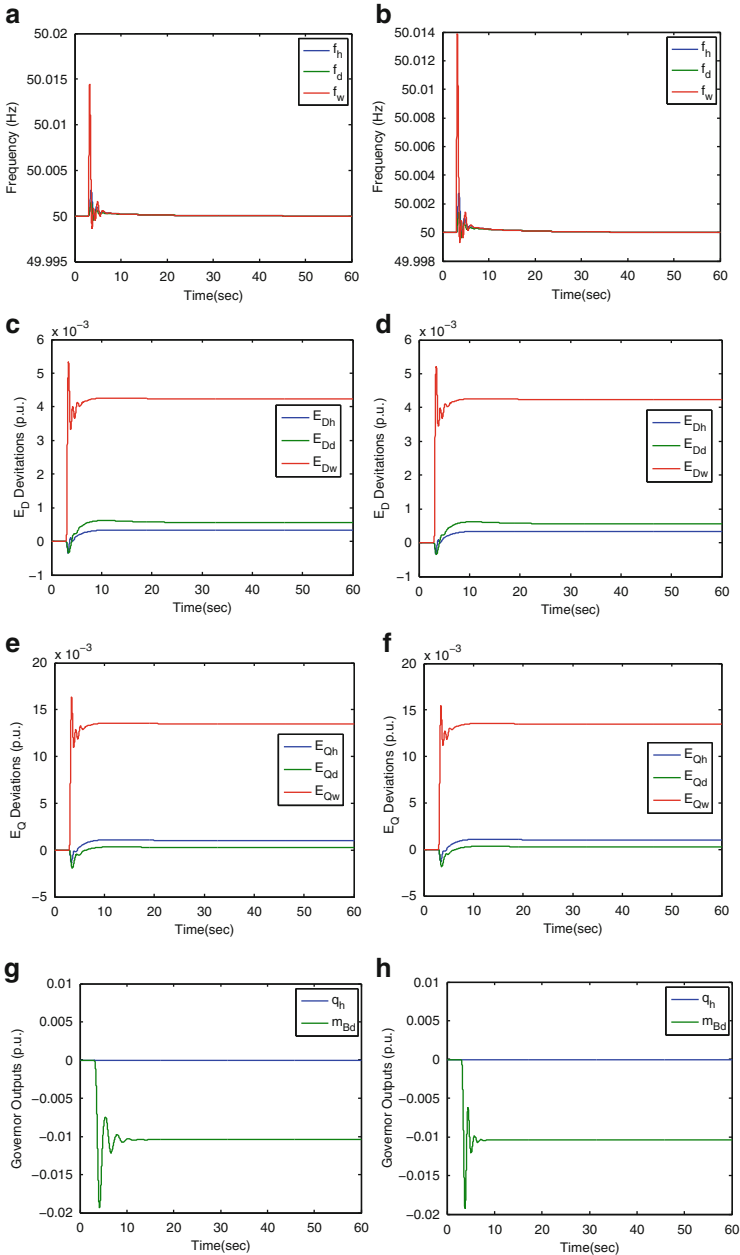 a
50.02
50.015
50.01
50.005
50
49.995
Frequency (Hz)
f_h
f_d
f_w
0 10 20 30 40 50 60
Time(sec)
b
50.014
50.012
50.01
50.008
50.006
50.004
50.002
50
49.998
Frequency (Hz)
f_h
f_d
f_w
0 10 20 30 40 50 60
Time(sec)
c
x 10⁻³
6
5
4
3
2
1
0
−1
E_D Devitations (p.u.)
E_Dh
E_Dd
E_Dw
0 10 20 30 40 50 60
Time(sec)
d
x 10⁻³
6
5
4
3
2
1
0
−1
E_D Deviations (p.u.)
E_Dh
E_Dd
E_Dw
0 10 20 30 40 50 60
Time(sec)
e
x 10⁻³
20
15
10
5
0
−5
E_Q Deviations (p.u.)
E_Qh
E_Qd
E_Qw
0 10 20 30 40 50 60
Time(sec)
f
x 10⁻³
20
15
10
5
0
−5
E_Q Deviations (p.u.)
E_Qh
E_Qd
E_Qw
0 10 20 30 40 50 60
Time(sec)
g
0.01
0.005
0
−0.005
−0.01
−0.015
−0.02
Governor Outputs (p.u.)
q_h
m_Bd
0 10 20 30 40 50 60
Time(sec)
h
0.01
0.005
0
−0.005
−0.01
−0.015
−0.02
Governor Outputs (p.u.)
q_h
m_Bd
0 10 20 30 40 50 60
Time(sec)